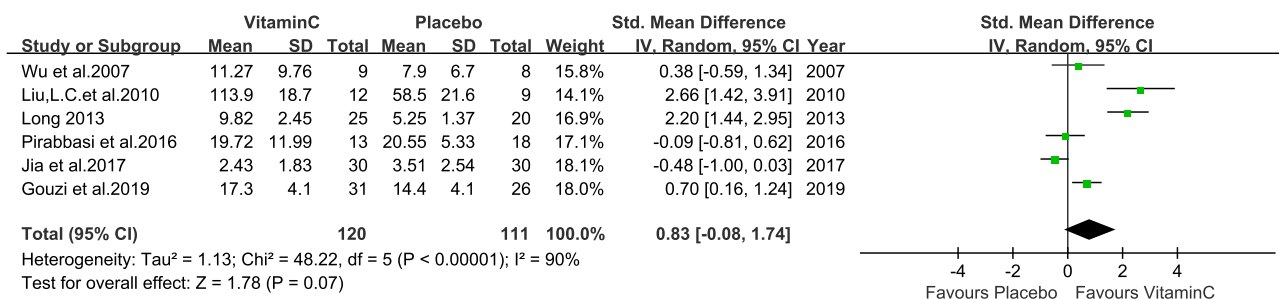 VitaminC Placebo Std. Mean Difference Std. Mean Difference
Study or Subgroup Mean SD Total Mean SD Total Weight IV, Random, 95% CI Year IV, Random, 95% CI
Wu et al.2007 11.27 9.76 9 7.9 6.7 8 15.8% 0.38 [-0.59, 1.34] 2007
Liu,L.C.et al.2010 113.9 18.7 12 58.5 21.6 9 14.1% 2.66 [1.42, 3.91] 2010
Long 2013 9.82 2.45 25 5.25 1.37 20 16.9% 2.20 [1.44, 2.95] 2013
Pirabbasi et al.2016 19.72 11.99 13 20.55 5.33 18 17.1% -0.09 [-0.81, 0.62] 2016
Jia et al.2017 2.43 1.83 30 3.51 2.54 30 18.1% -0.48 [-1.00, 0.03] 2017
Gouzi et al.2019 17.3 4.1 31 14.4 4.1 26 18.0% 0.70 [0.16, 1.24] 2019
Total (95% CI) 120 111 100.0% 0.83 [-0.08, 1.74]
Heterogeneity: Tau² = 1.13; Chi² = 48.22, df = 5 (P < 0.00001); I² = 90%
Test for overall effect: Z = 1.78 (P = 0.07)
-4 -2 0 2 4
Favours Placebo Favours VitaminC